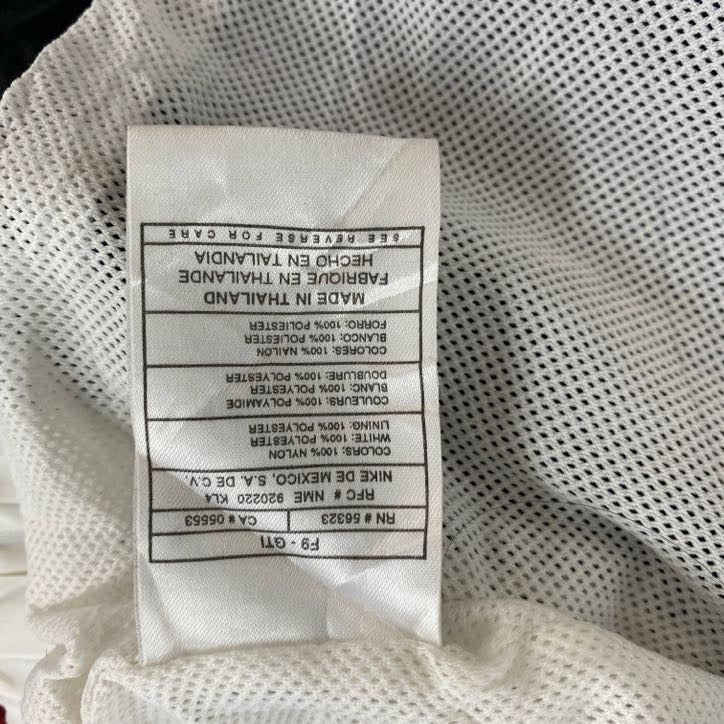 F9 - GTI
RN # 56323 CA # 05553
RFC # NME 920220 KL4
NIKE DE MEXICO, S.A. DE C.V.
COLORS: 100% NYLON
WHITE: 100% POLYESTER
LINING: 100% POLYESTER
COULEURS: 100% POLYAMIDE
BLANC: 100% POLYESTER
DOUBLURE: 100% POLYESTER
COLORES: 100% NAILON
BLANCO: 100% POLIESTER
FORRO: 100% POLIESTER
MADE IN THAILAND
FABRIQUE EN THAILANDE
HECHO EN TAILANDIA
SEE REVERSE FOR CARE